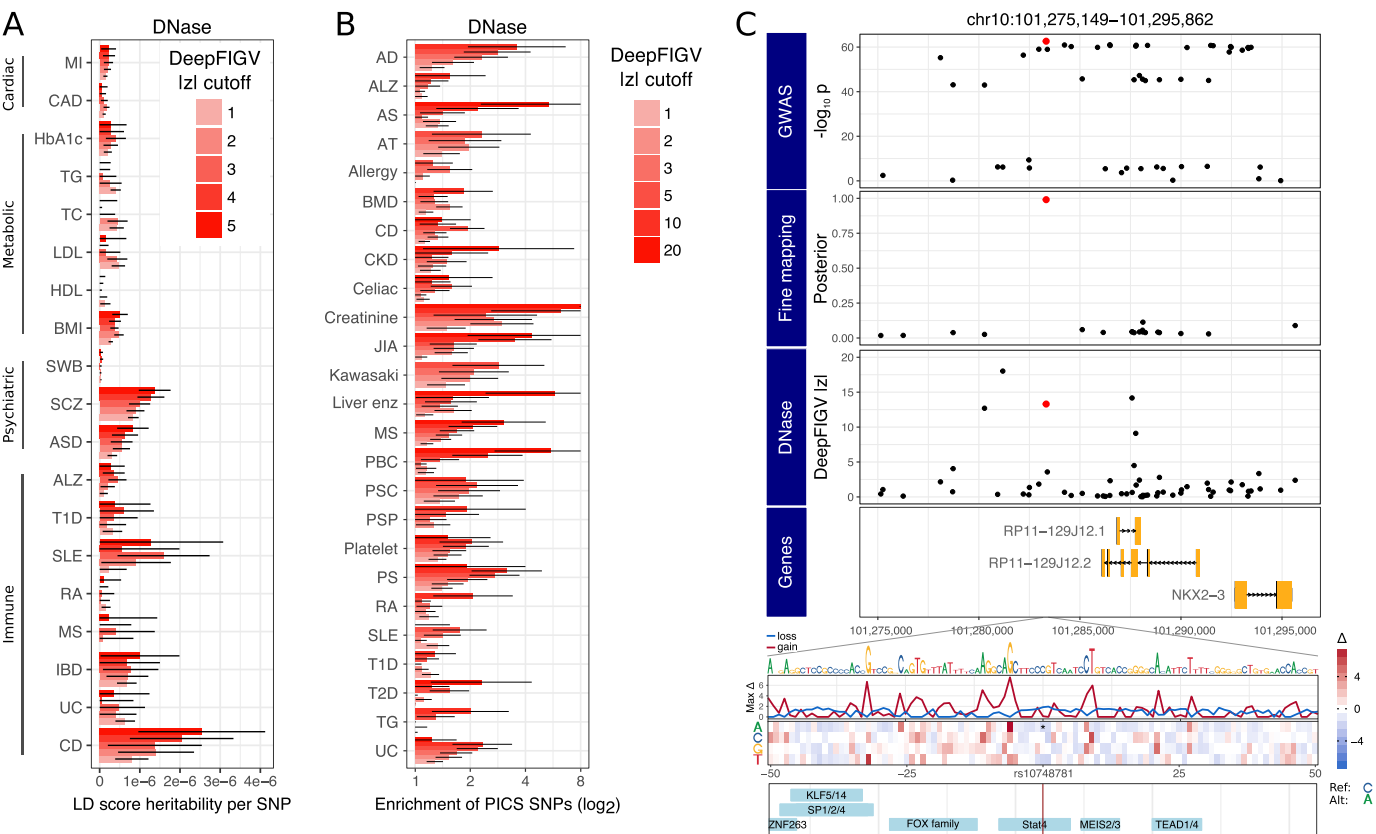 A
DNase
DeepFIGV
lzl cutoff
1
2
3
4
5
Cardiac
Metabolic
Psychiatric
Immune
MI
CAD
HbA1c
TG
TC
LDL
HDL
BMI
SWB
SCZ
ASD
ALZ
T1D
SLE
RA
MS
IBD
UC
CD
0 1e−6 2e−6 3e−6 4e−6
LD score heritability per SNP
B
DNase
DeepFIGV
lzl cutoff
1
2
3
5
10
20
AD
ALZ
AS
AT
Allergy
BMD
CD
CKD
Celiac
Creatinine
JIA
Kawasaki
Liver enz
MS
PBC
PSC
PSP
Platelet
PS
RA
SLE
T1D
T2D
TG
UC
1 2 4 8
Enrichment of PICS SNPs (log2)
C
chr10:101,275,149−101,295,862
GWAS
-log10 p
60
40
20
0
Fine mapping
Posterior
1.00
0.75
0.50
0.25
0.00
DNase
DeepFIGV lzl
20
15
10
5
0
Genes
RP11−129J12.1
RP11−129J12.2
NKX2−3
101,275,000 101,280,000 101,285,000 101,290,000 101,295,000
loss
gain
Max Δ
6
4
2
0
A
C
G
T
*
−50 -25 rs10748781 25 50
Δ
4
0
−4
Ref: C
Alt: A
KLF5/14
SP1/2/4
ZNF263 FOX family Stat4 MEIS2/3 TEAD1/4